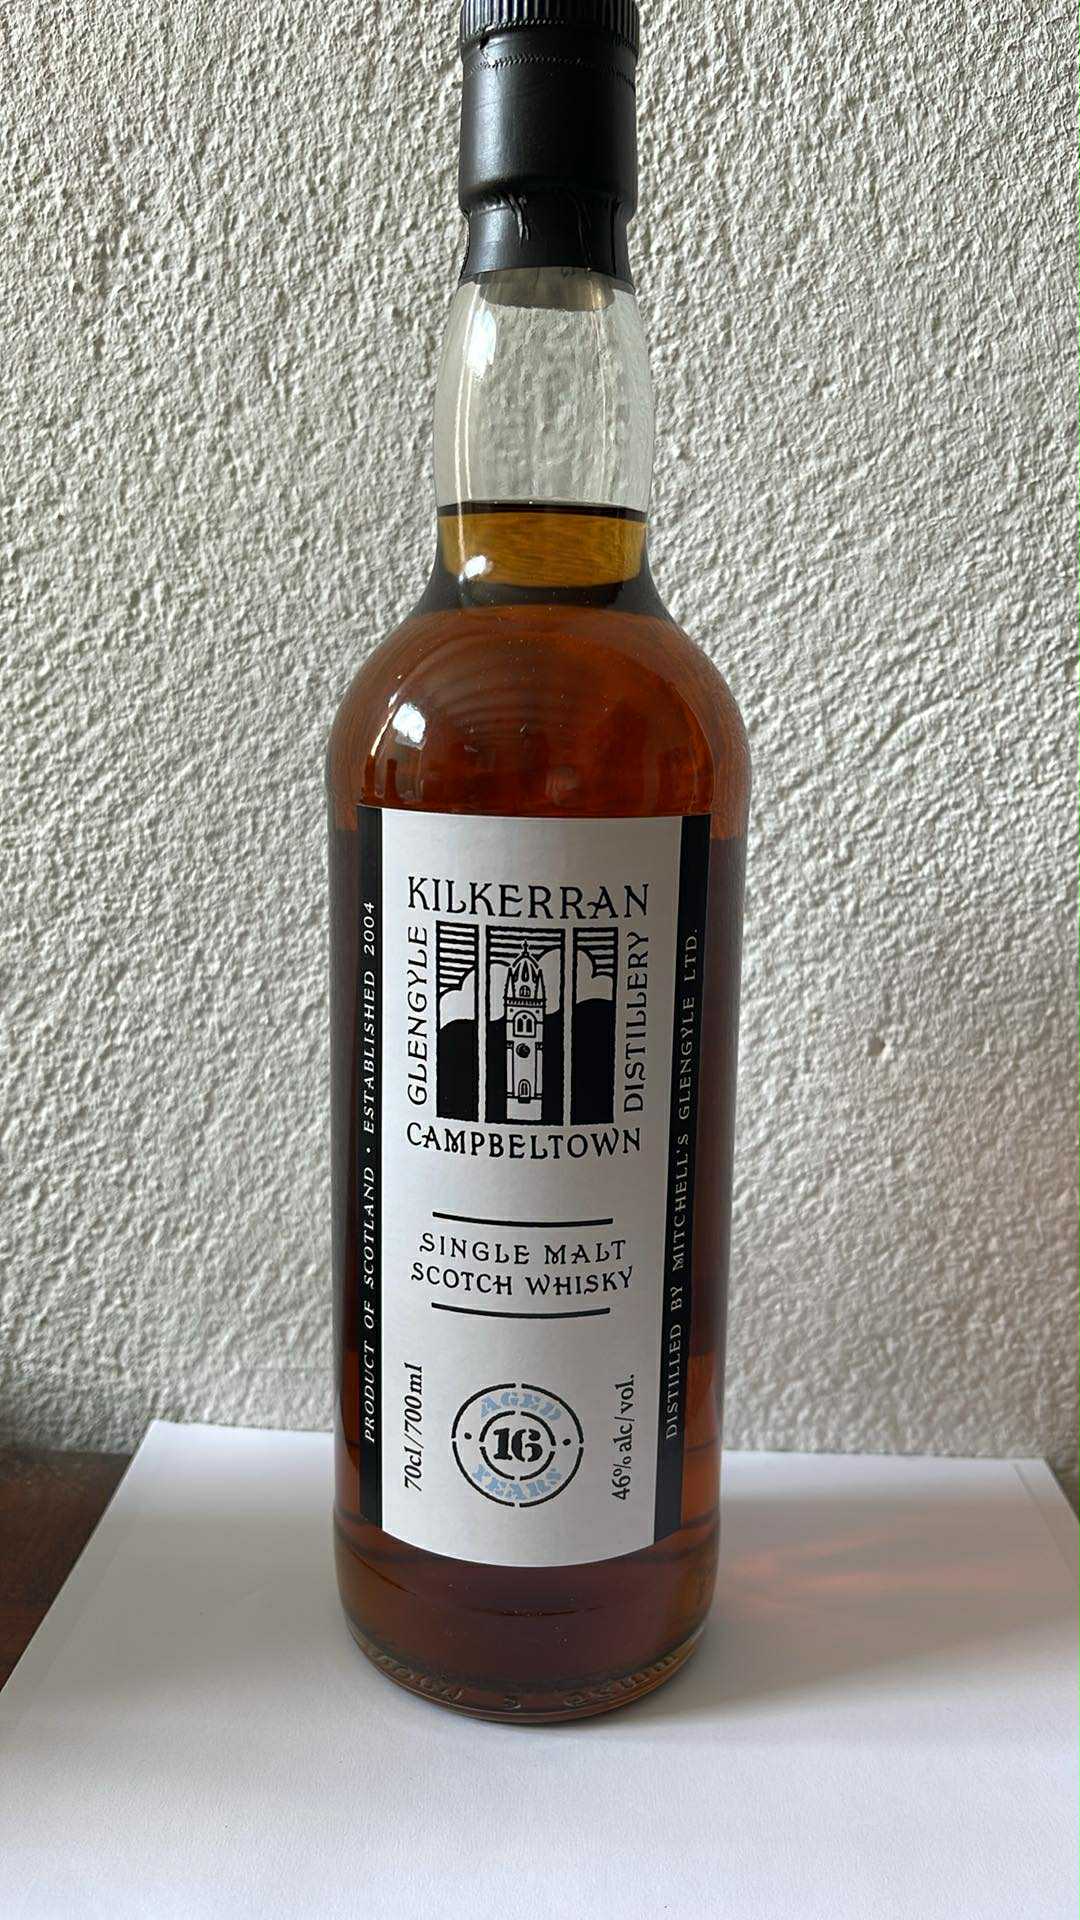 KILKERRAN
GLENGYLE
DISTILLERY
CAMPBELTOWN
SINGLE MALT
SCOTCH WHISKY
70cl/700ml
AGED
16
YEARS
46% alc/vol.
PRODUCT OF SCOTLAND • ESTABLISHED 2004
DISTILLED BY MITCHELL'S GLENGYLE LTD.